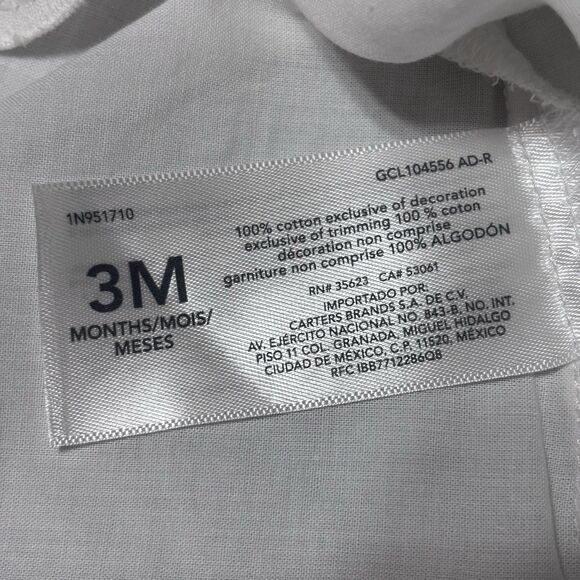 1N951710
3M
MONTHS/MOIS/
MESES
GCL104556 AD-R
100% cotton exclusive of decoration
exclusive of trimming 100 % coton
décoration non comprise
garniture non comprise 100% ALGODÓN
RN# 35623 CA# 53061
IMPORTADO POR:
CARTERS BRANDS S.A. DE C.V.
AV. EJÉRCITO NACIONAL NO. 843-B, NO. INT.
PISO 11 COL. GRANADA, MIGUEL HIDALGO
CIUDAD DE MÉXICO, C.P. 11520, MÉXICO
RFC IBB7712286QB